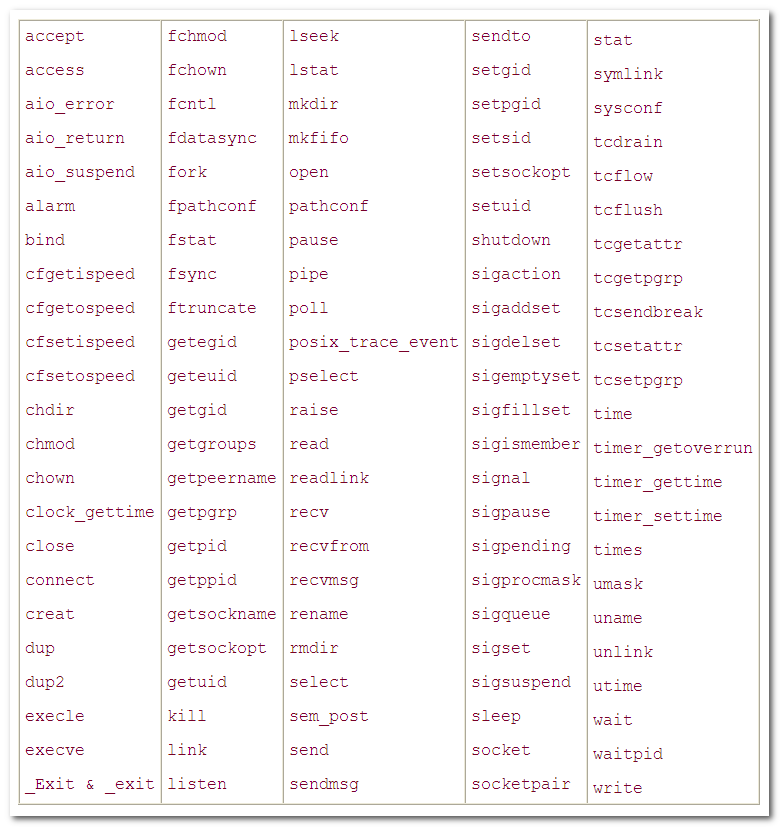 accept
access
aio_error
aio_return
aio_suspend
alarm
bind
cfgetispeed
cfgetospeed
cfsetispeed
cfsetospeed
chdir
chmod
chown
clock_gettime
close
connect
creat
dup
dup2
execle
execve
_Exit & _exit
fchmod
fchown
fcntl
fdatasync
fork
fpathconf
fstat
fsync
ftruncate
getegid
geteuid
getgid
getgroups
getpeername
getpgrp
getpid
getppid
getsockname
getsockopt
getuid
kill
link
listen
lseek
lstat
mkdir
mkfifo
open
pathconf
pause
pipe
poll
posix_trace_event
pselect
raise
read
readlink
recv
recvfrom
recvmsg
rename
rmdir
select
sem_post
send
sendmsg
sendto
setgid
setpgid
setsid
setsockopt
setuid
shutdown
sigaction
sigaddset
sigdelset
sigemptyset
sigfillset
sigismember
signal
sigpause
sigpending
sigprocmask
sigqueue
sigset
sigsuspend
sleep
socket
socketpair
stat
symlink
sysconf
tcdrain
tcflow
tcflush
tcgetattr
tcgetpgrp
tcsendbreak
tcsetattr
tcsetpgrp
time
timer_getoverrun
timer_gettime
timer_settime
times
umask
uname
unlink
utime
wait
waitpid
write